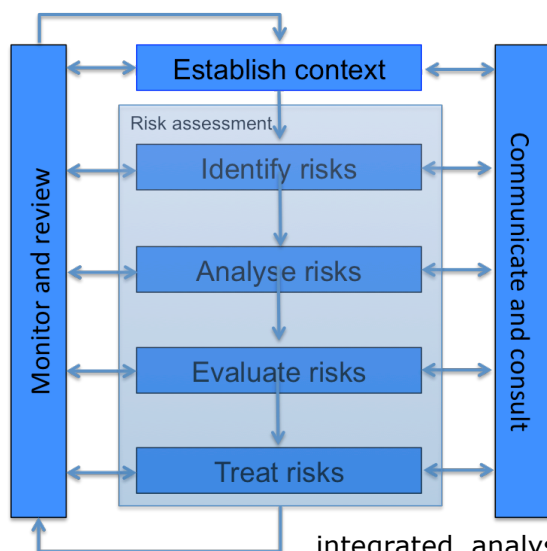 Establish context
Risk assessment
Identify risks
Analyse risks
Evaluate risks
Treat risks
Monitor and review
Communicate and consult
integrated analys